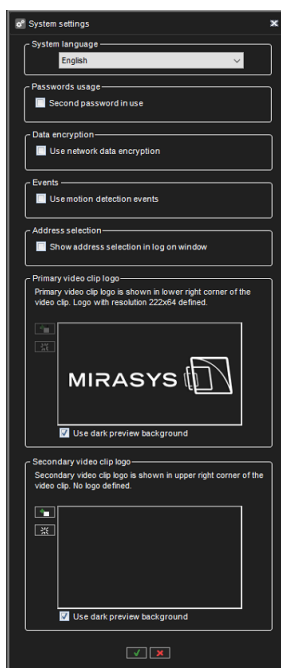 System settings
System language
English
Passwords usage
Second password in use
Data encryption
Use network data encryption
Events
Use motion detection events
Address selection
Show address selection in log on window
Primary video clip logo
Primary video clip logo is shown in lower right corner of the
video clip. Logo with resolution 222x64 defined.
MIRASYS
Use dark preview background
Secondary video clip logo
Secondary video clip logo is shown in upper right corner of the
video clip. No logo defined.
Use dark preview background